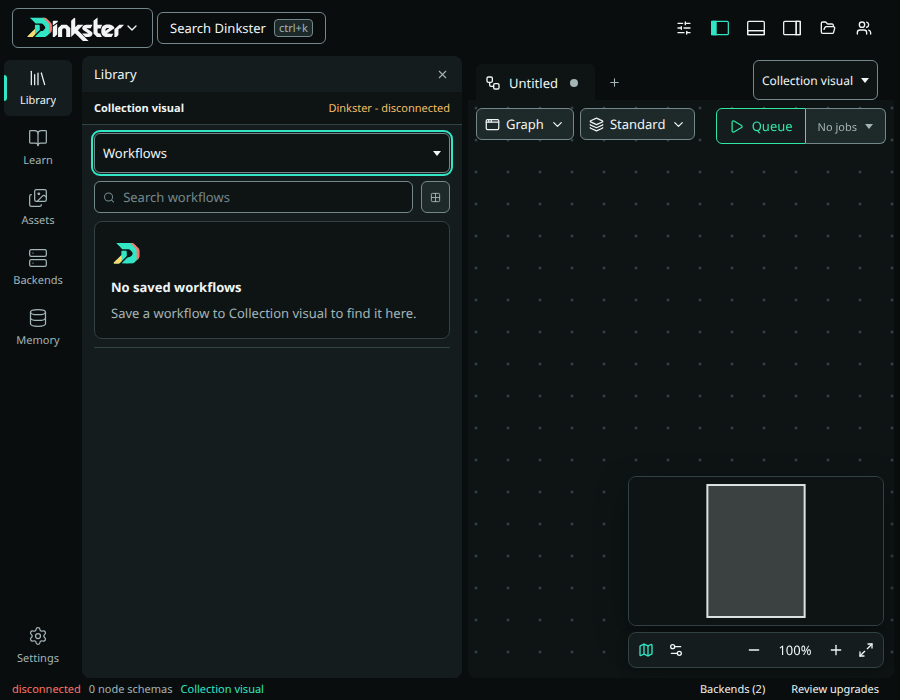 Dinkster
Search Dinkster ctrl+k
Library
Learn
Assets
Backends
Memory
Settings
Library
Collection visual
Dinkster - disconnected
Workflows
Search workflows
No saved workflows
Save a workflow to Collection visual to find it here.
Untitled
Collection visual
Graph
Standard
Queue
No jobs
100%
disconnected
0 node schemas
Collection visual
Backends (2)
Review upgrades